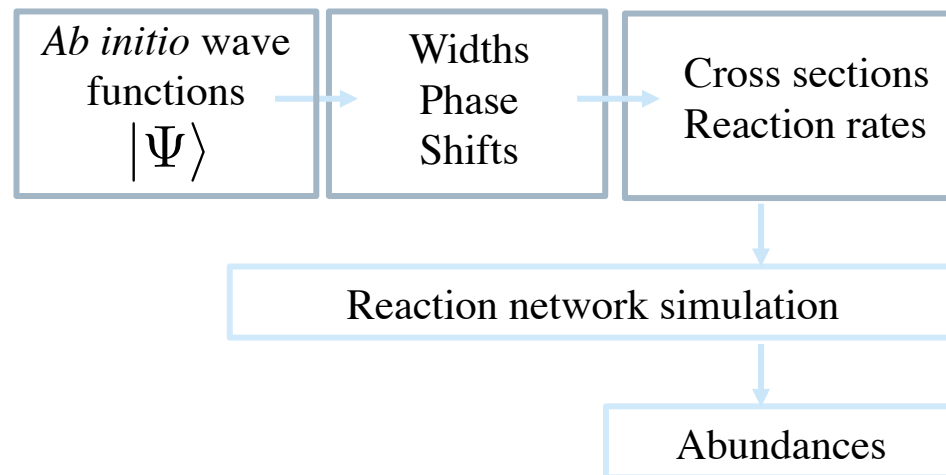 Ab initio wave
functions
|Ψ⟩
Widths
Phase
Shifts
Cross sections
Reaction rates
Reaction network simulation
Abundances